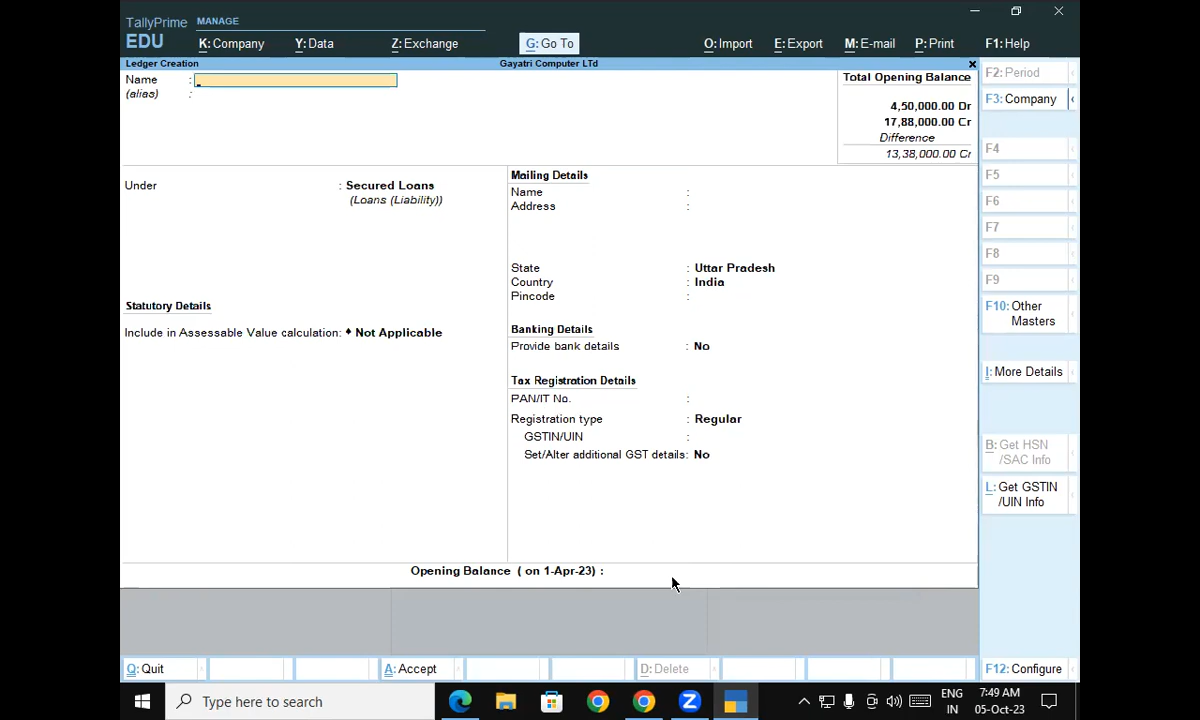 TallyPrime MANAGE
EDU K: Company Y: Data Z: Exchange G: Go To O: Import E: Export M: E-mail P: Print F1: Help
Ledger Creation Gayatri Computer LTd
Name :
(alias) :
Total Opening Balance
4,50,000.00 Dr
17,88,000.00 Cr
Difference
13,38,000.00 Cr
Under : Secured Loans
(Loans (Liability))
Statutory Details
Include in Assessable Value calculation: ♦ Not Applicable
Mailing Details
Name :
Address :
State : Uttar Pradesh
Country : India
Pincode :
Banking Details
Provide bank details : No
Tax Registration Details
PAN/IT No. :
Registration type : Regular
GSTIN/UIN :
Set/Alter additional GST details: No
Opening Balance ( on 1-Apr-23) :
F2: Period
F3: Company
F4
F5
F6
F7
F8
F9
F10: Other
Masters
I: More Details
B: Get HSN
/SAC Info
L: Get GSTIN
/UIN Info
Q: Quit A: Accept D: Delete F12: Configure
Type here to search
ENG
IN
7:49 AM
05-Oct-23